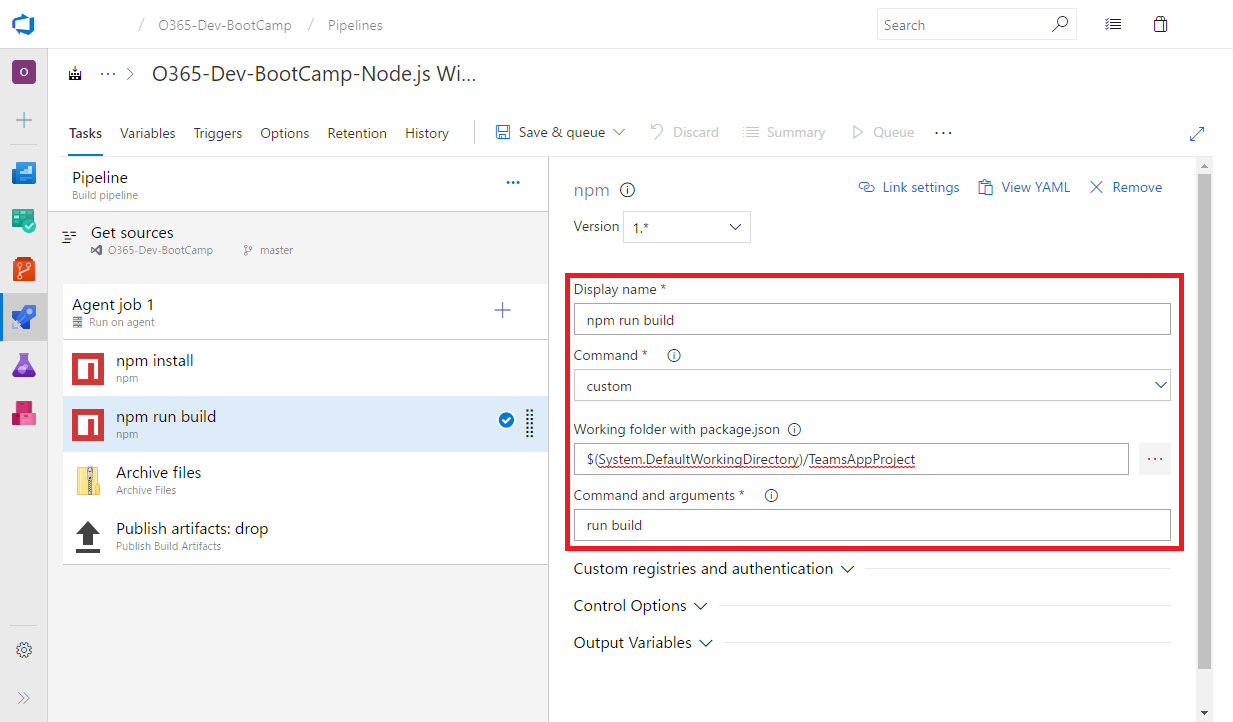 / O365-Dev-BootCamp / Pipelines
Search
O
··· > O365-Dev-BootCamp-Node.js Wi...
Tasks Variables Triggers Options Retention History Save & queue Discard Summary Queue ···
Pipeline
Build pipeline
···
Get sources
O365-Dev-BootCamp master
Agent job 1
Run on agent
npm install
npm
npm run build
npm
Archive files
Archive Files
Publish artifacts: drop
Publish Build Artifacts
npm
Link settings View YAML Remove
Version 1.*
Display name *
npm run build
Command *
custom
Working folder with package.json
$(System.DefaultWorkingDirectory)/TeamsAppProject
···
Command and arguments *
run build
Custom registries and authentication
Control Options
Output Variables